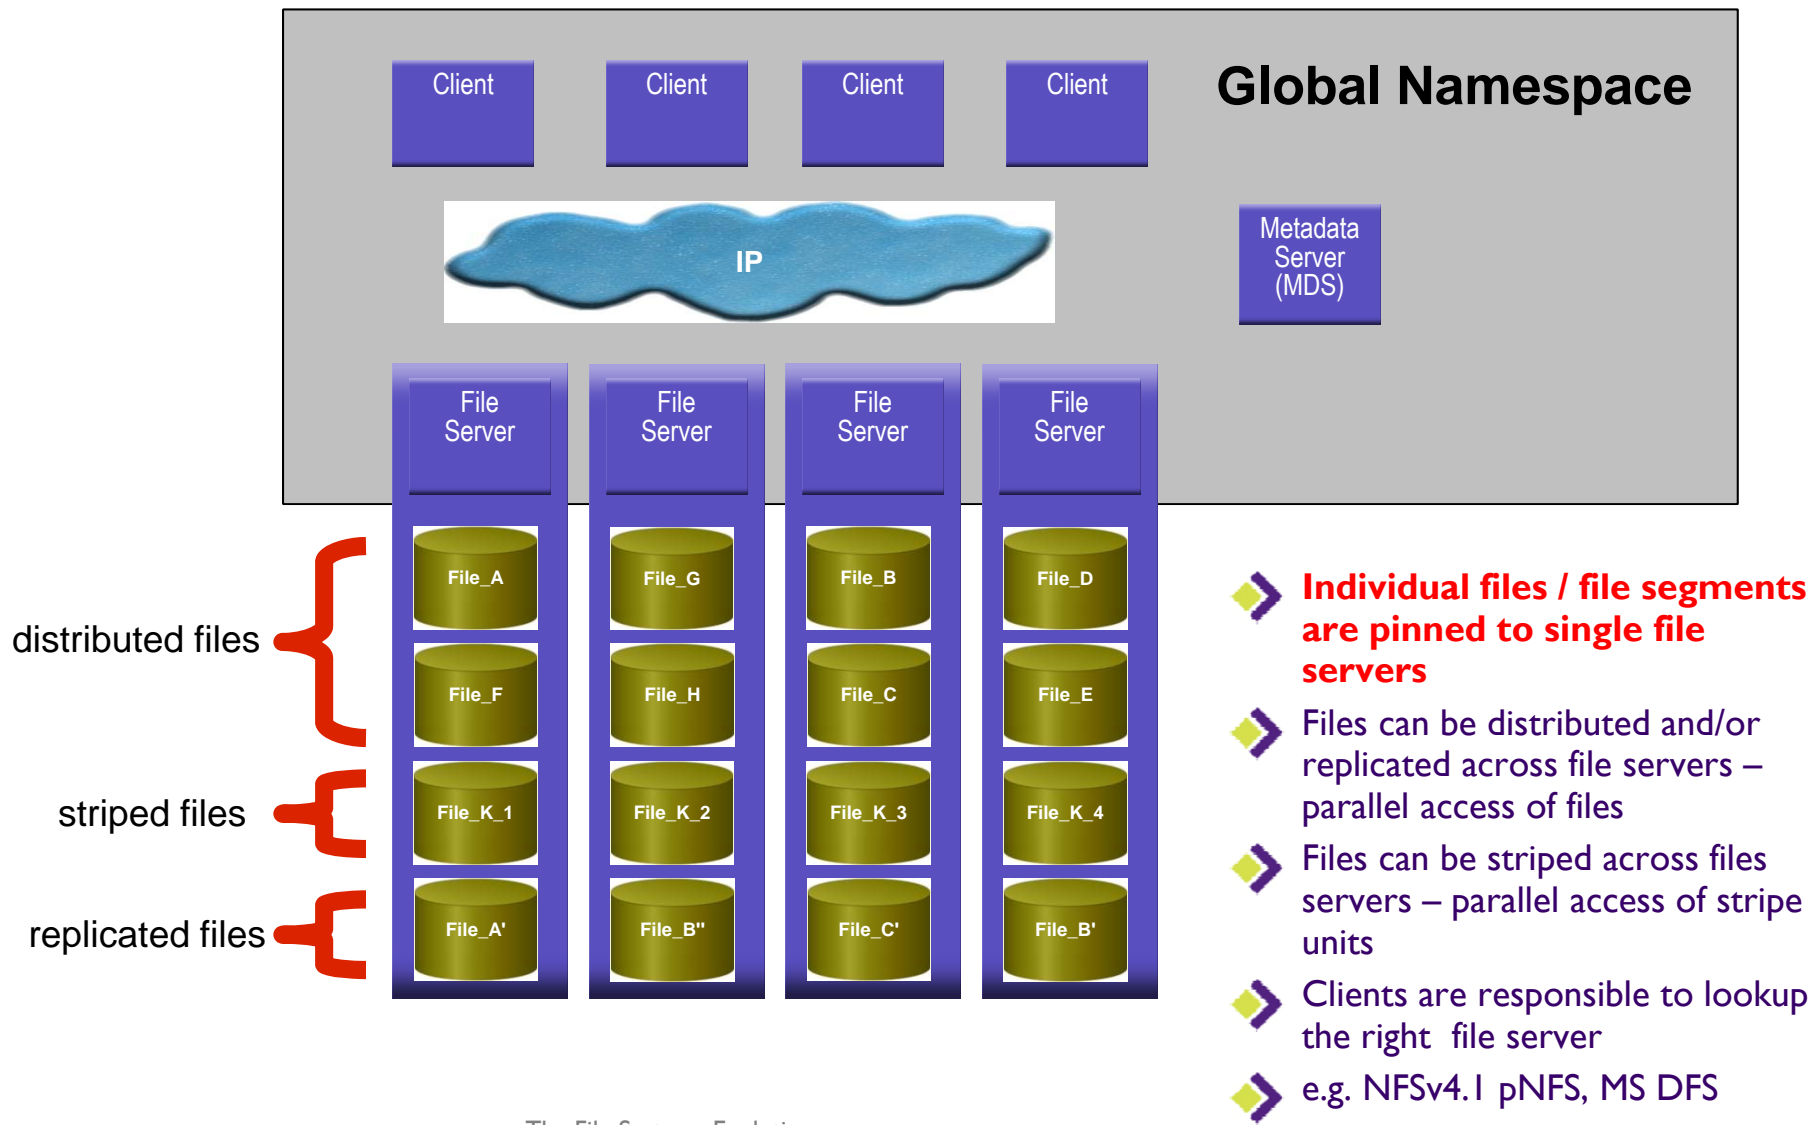 Client
Client
Client
Client
Global Namespace
IP
Metadata
Server
(MDS)
File
Server
File
Server
File
Server
File
Server
distributed files
File_A
File_G
File_B
File_D
File_F
File_H
File_C
File_E
striped files
File_K_1
File_K_2
File_K_3
File_K_4
replicated files
File_A'
File_B''
File_C'
File_B'
Individual files / file segments
are pinned to single file
servers
Files can be distributed and/or
replicated across file servers –
parallel access of files
Files can be striped across files
servers – parallel access of stripe
units
Clients are responsible to lookup
the right file server
e.g. NFSv4.1 pNFS, MS DFS